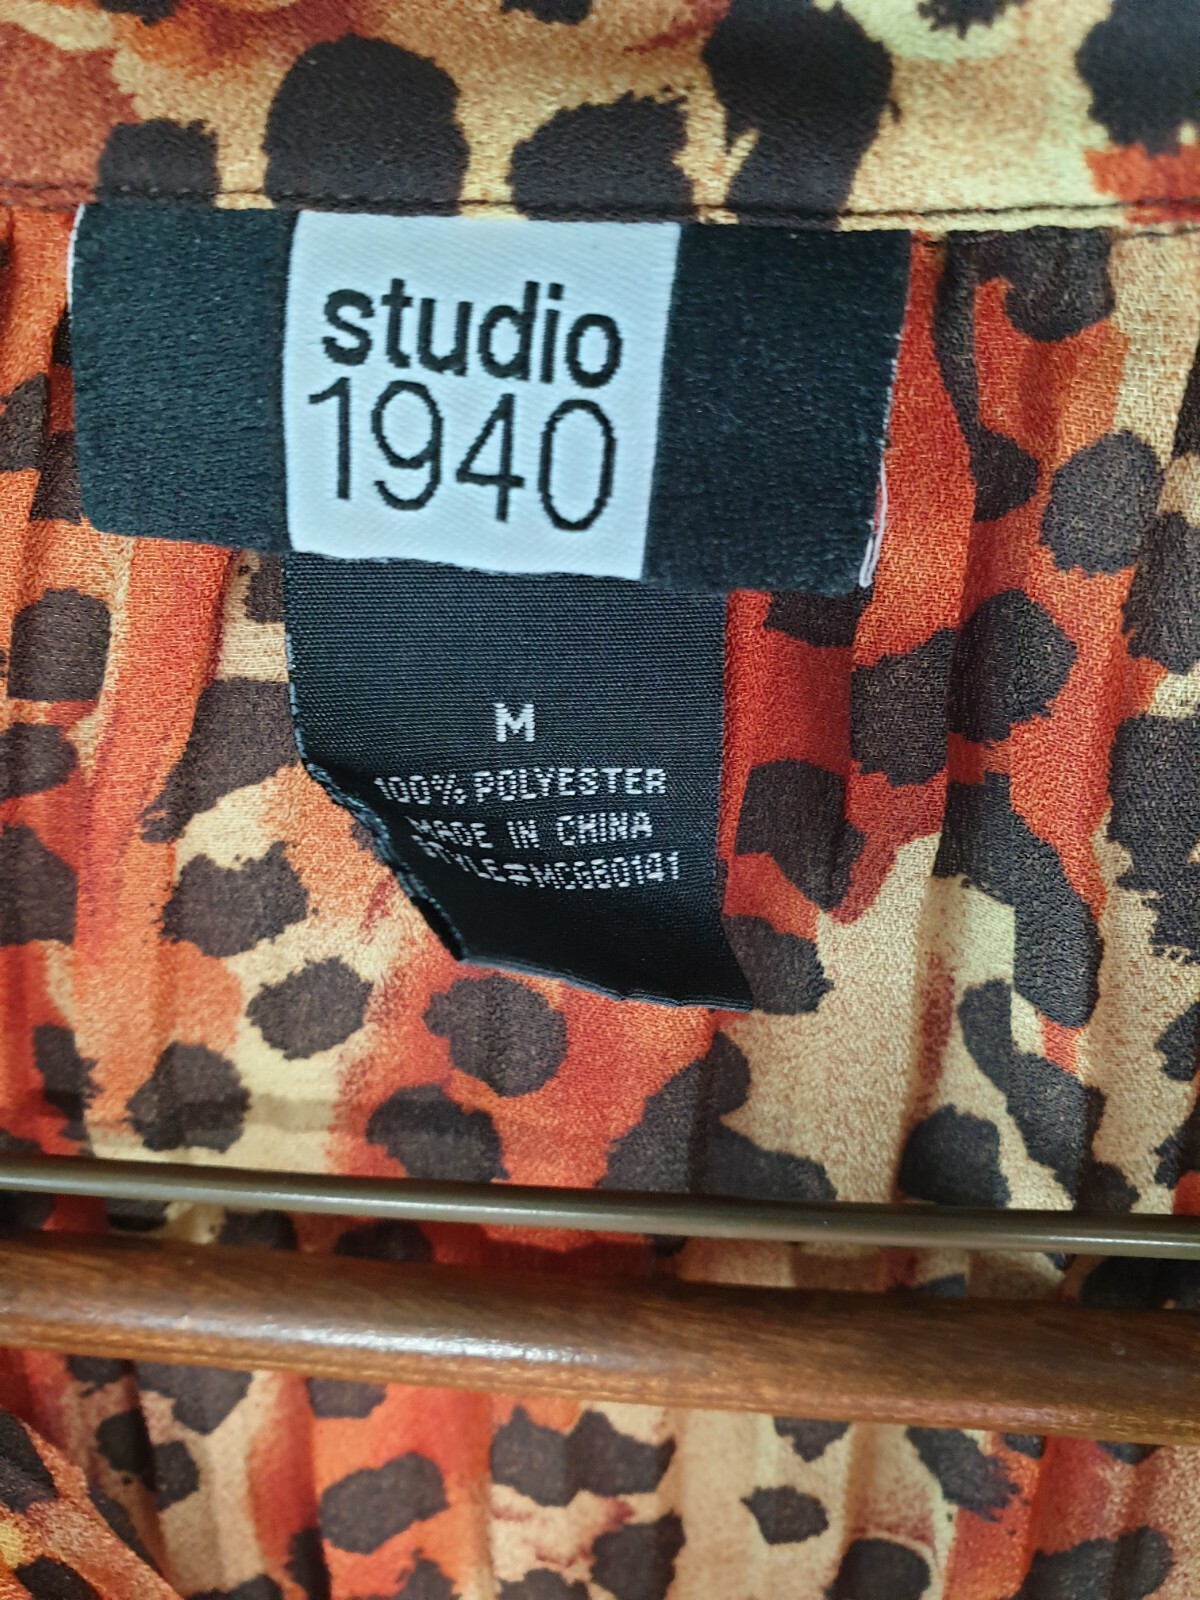 studio
1940
M
100% POLYESTER
MADE IN CHINA